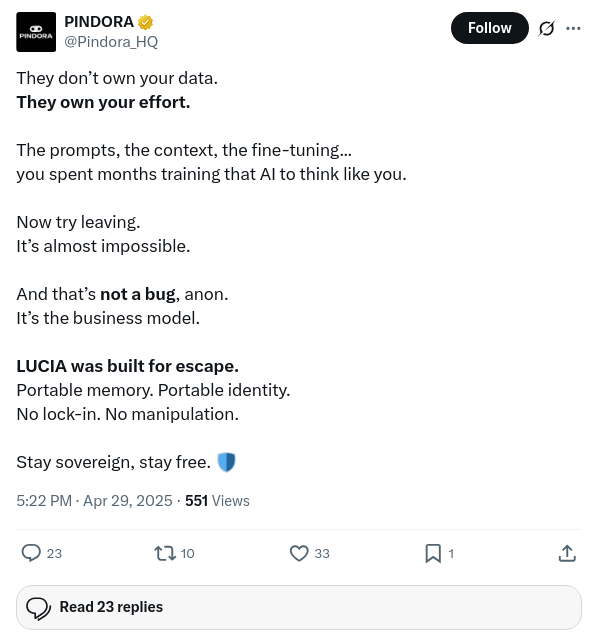 PINDORA
PINDORA
@Pindora_HQ
Follow
They don’t own your data.
They own your effort.
The prompts, the context, the fine-tuning...
you spent months training that AI to think like you.
Now try leaving.
It’s almost impossible.
And that’s not a bug, anon.
It’s the business model.
LUCIA was built for escape.
Portable memory. Portable identity.
No lock-in. No manipulation.
Stay sovereign, stay free.
5:22 PM · Apr 29, 2025 · 551 Views
23
10
33
1
Read 23 replies